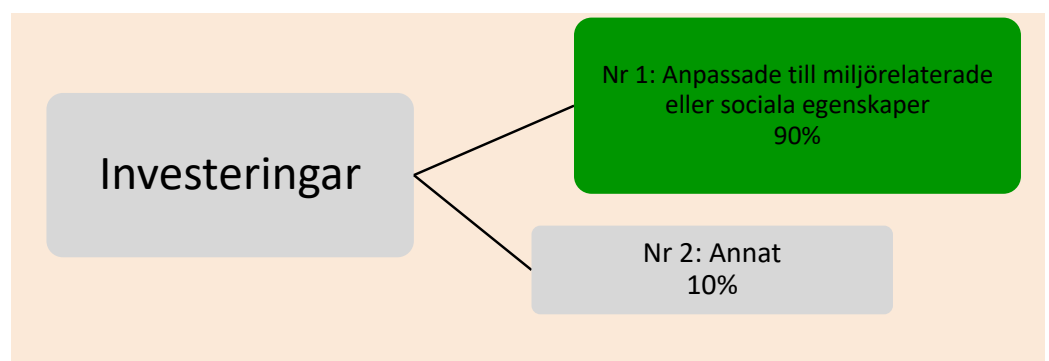 Investeringar
Nr 1: Anpassade till miljörelaterade
eller sociala egenskaper
90%
Nr 2: Annat
10%